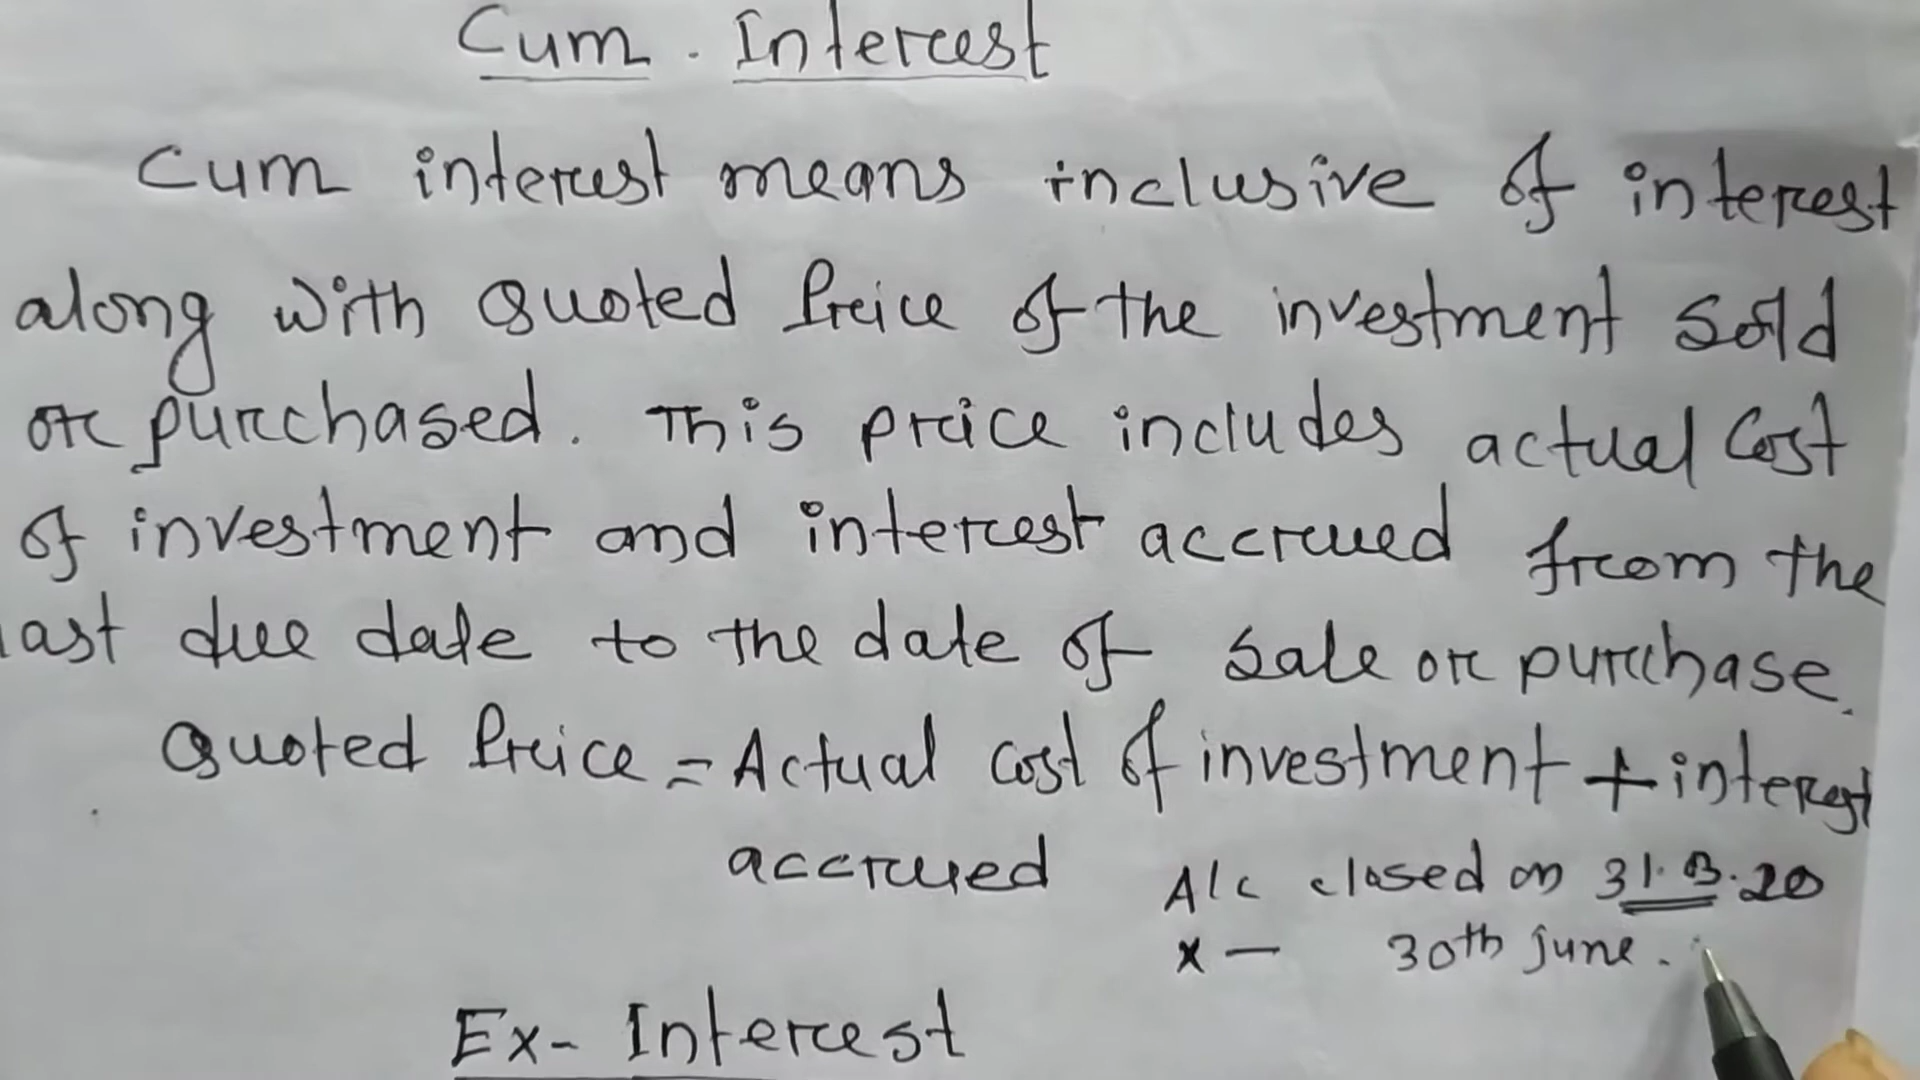 Cum - Interest
Cum interest means inclusive of interest
along with Quoted Price of the investment sold
or purchased. This price includes actual Cost
of investment and interest accrued from the
last due date to the date of sale or purchase.
Quoted Price = Actual cost of investment + interest
accrued
A/c closed on 31.03.20
x — 30th june.
Ex- Interest